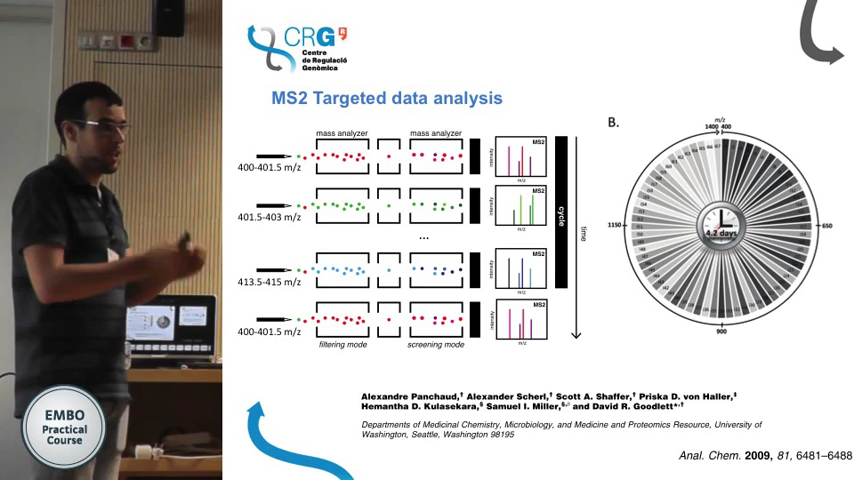 CRG
Centre
de Regulació
Genòmica
MS2 Targeted data analysis
mass analyzer
mass analyzer
400-401.5 m/z
MS2
intensity
m/z
401.5-403 m/z
MS2
intensity
m/z
...
413.5-415 m/z
MS2
intensity
m/z
400-401.5 m/z
MS2
intensity
m/z
filtering mode
screening mode
cycle
time
B.
m/z
1400 400
1150
650
4.2 days
900
Alexandre Panchaud,† Alexander Scherl,† Scott A. Shaffer,† Priska D. von Haller,‡
Hemantha D. Kulasekara,§ Samuel I. Miller, and David R. Goodlett*,†
Departments of Medicinal Chemistry, Microbiology, and Medicine and Proteomics Resource, University of
Washington, Seattle, Washington 98195
Anal. Chem. 2009, 81, 6481–6488
EMBO
Practical
Course